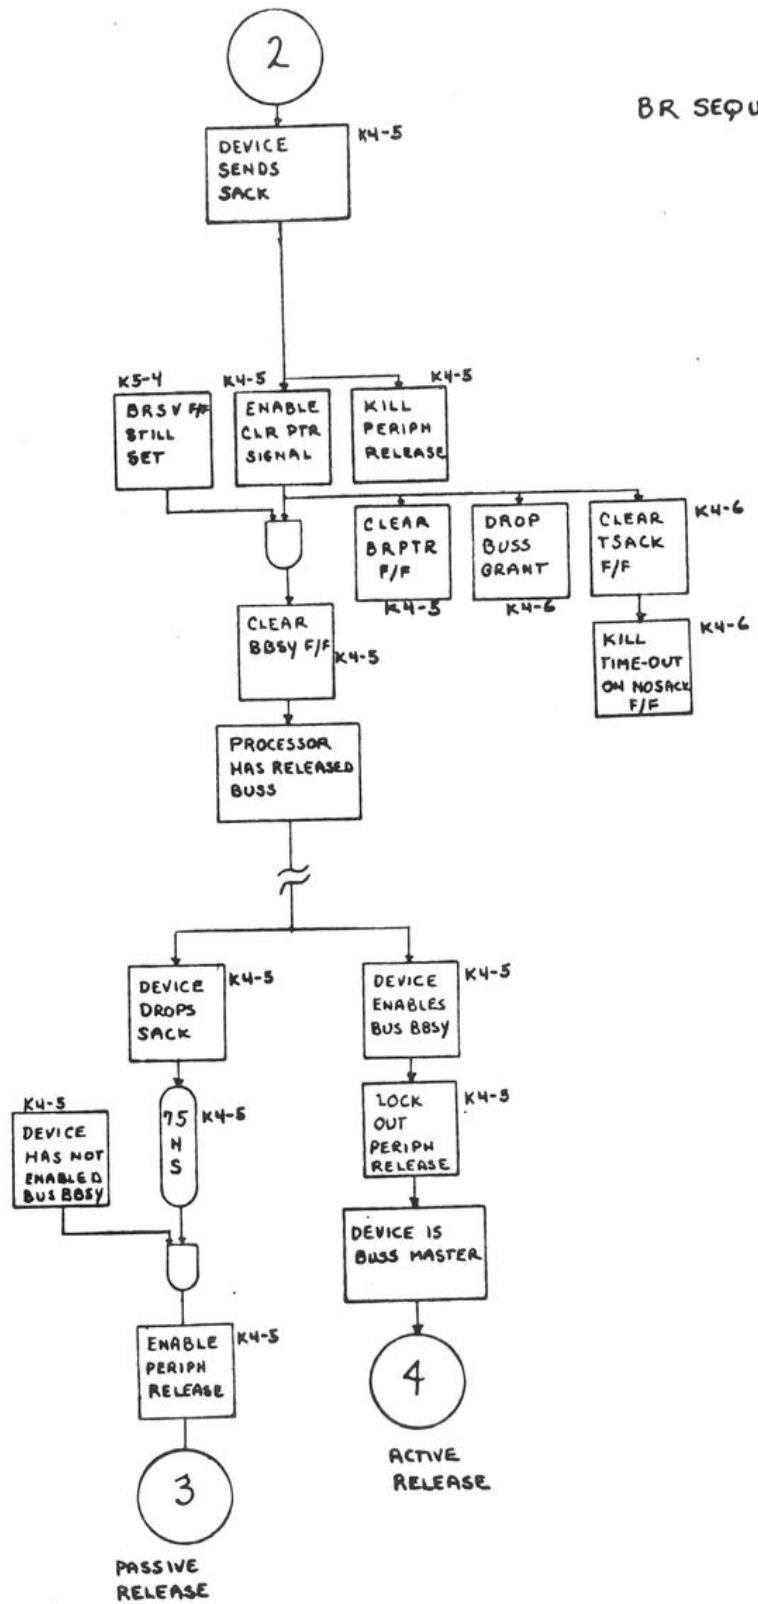 2
BR SEQU
DEVICE
SENDS
SACK
K4-5
K5-4
BRSV F/F
STILL
SET
K4-5
ENABLE
CLR PTR
SIGNAL
K4-5
KILL
PERIPH
RELEASE
CLEAR
BRPTR
F/F
K4-5
DROP
BUSS
GRANT
K4-6
CLEAR
TSACK
F/F
K4-6
KILL
TIME-OUT
ON NOSACK
F/F
K4-6
CLEAR
BBSY F/F
K4-5
PROCESSOR
HAS RELEASED
BUSS
DEVICE
DROPS
SACK
K4-5
DEVICE
ENABLES
BUS BBSY
K4-5
75
N
S
K4-5
K4-5
DEVICE
HAS NOT
ENABLED
BUS BBSY
LOCK
OUT
PERIPH
RELEASE
K4-5
DEVICE IS
BUSS MASTER
ENABLE
PERIPH
RELEASE
K4-5
4
ACTIVE
RELEASE
3
PASSIVE
RELEASE